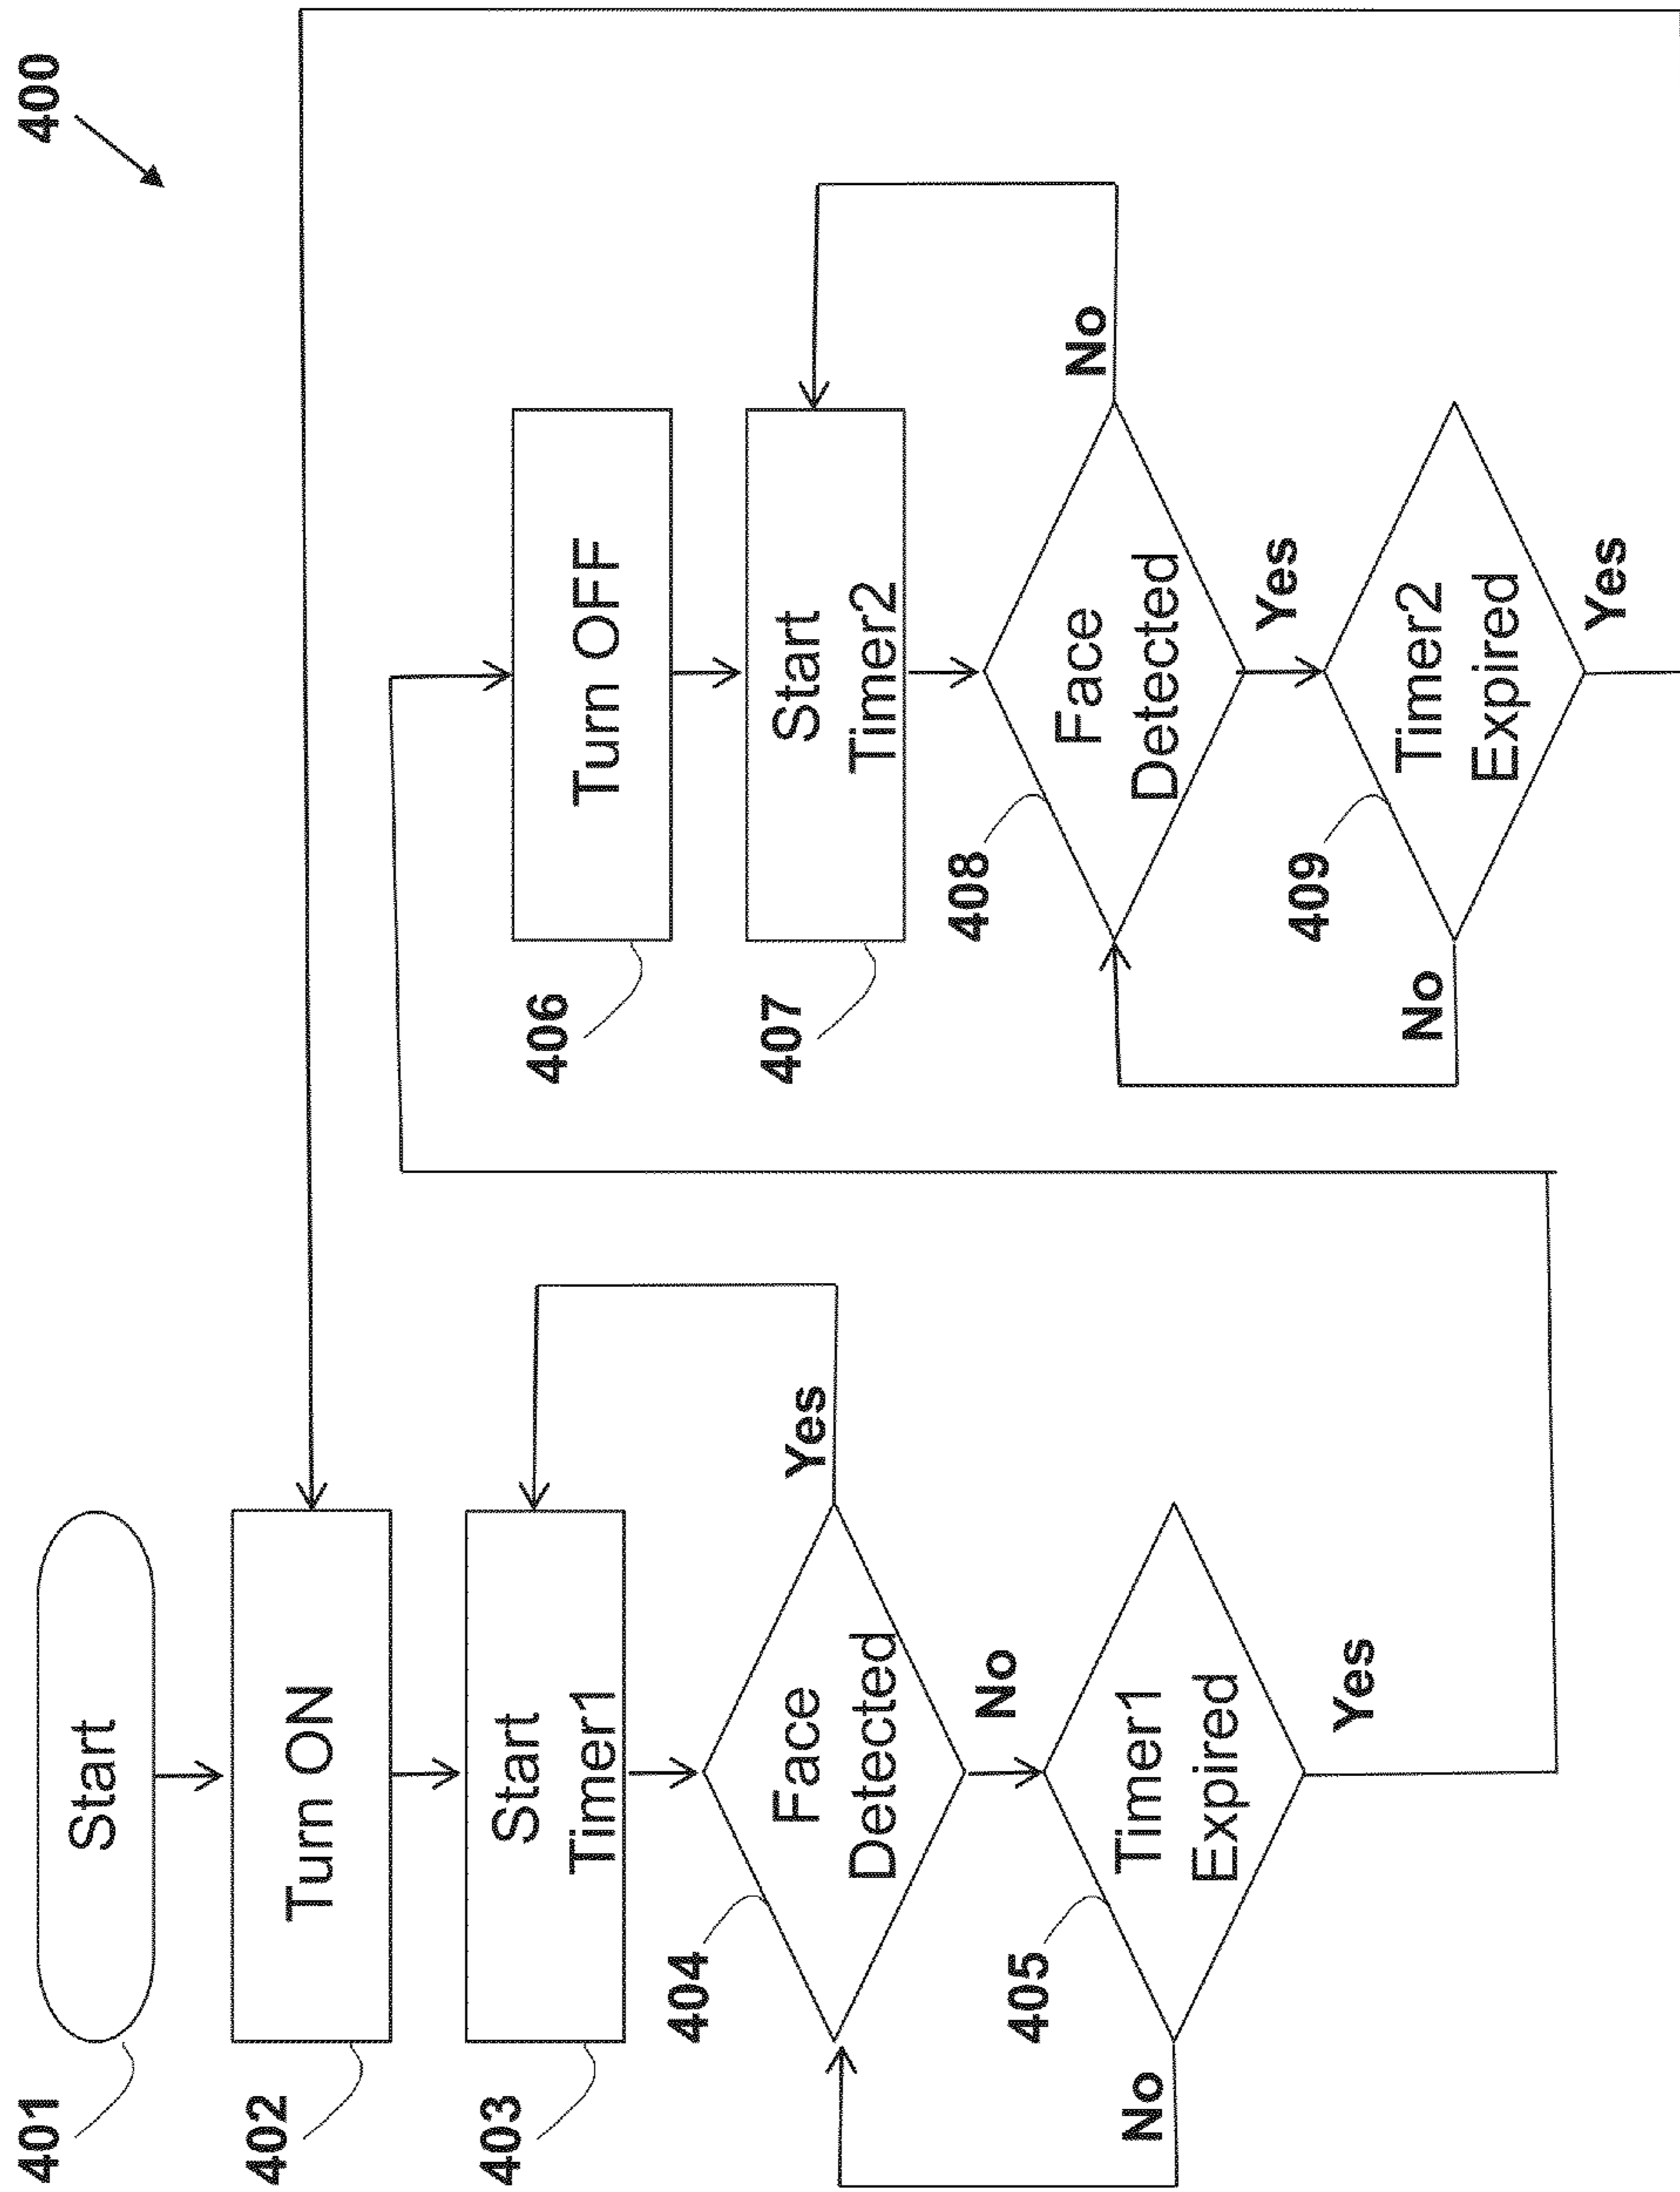 400
401
Start
402
Turn ON
403
Start
Timer1
404
Face
Detected
Yes
No
405
Timer1
Expired
No
Yes
406
Turn OFF
407
Start
Timer2
408
Face
Detected
No
Yes
409
Timer2
Expired
No
Yes